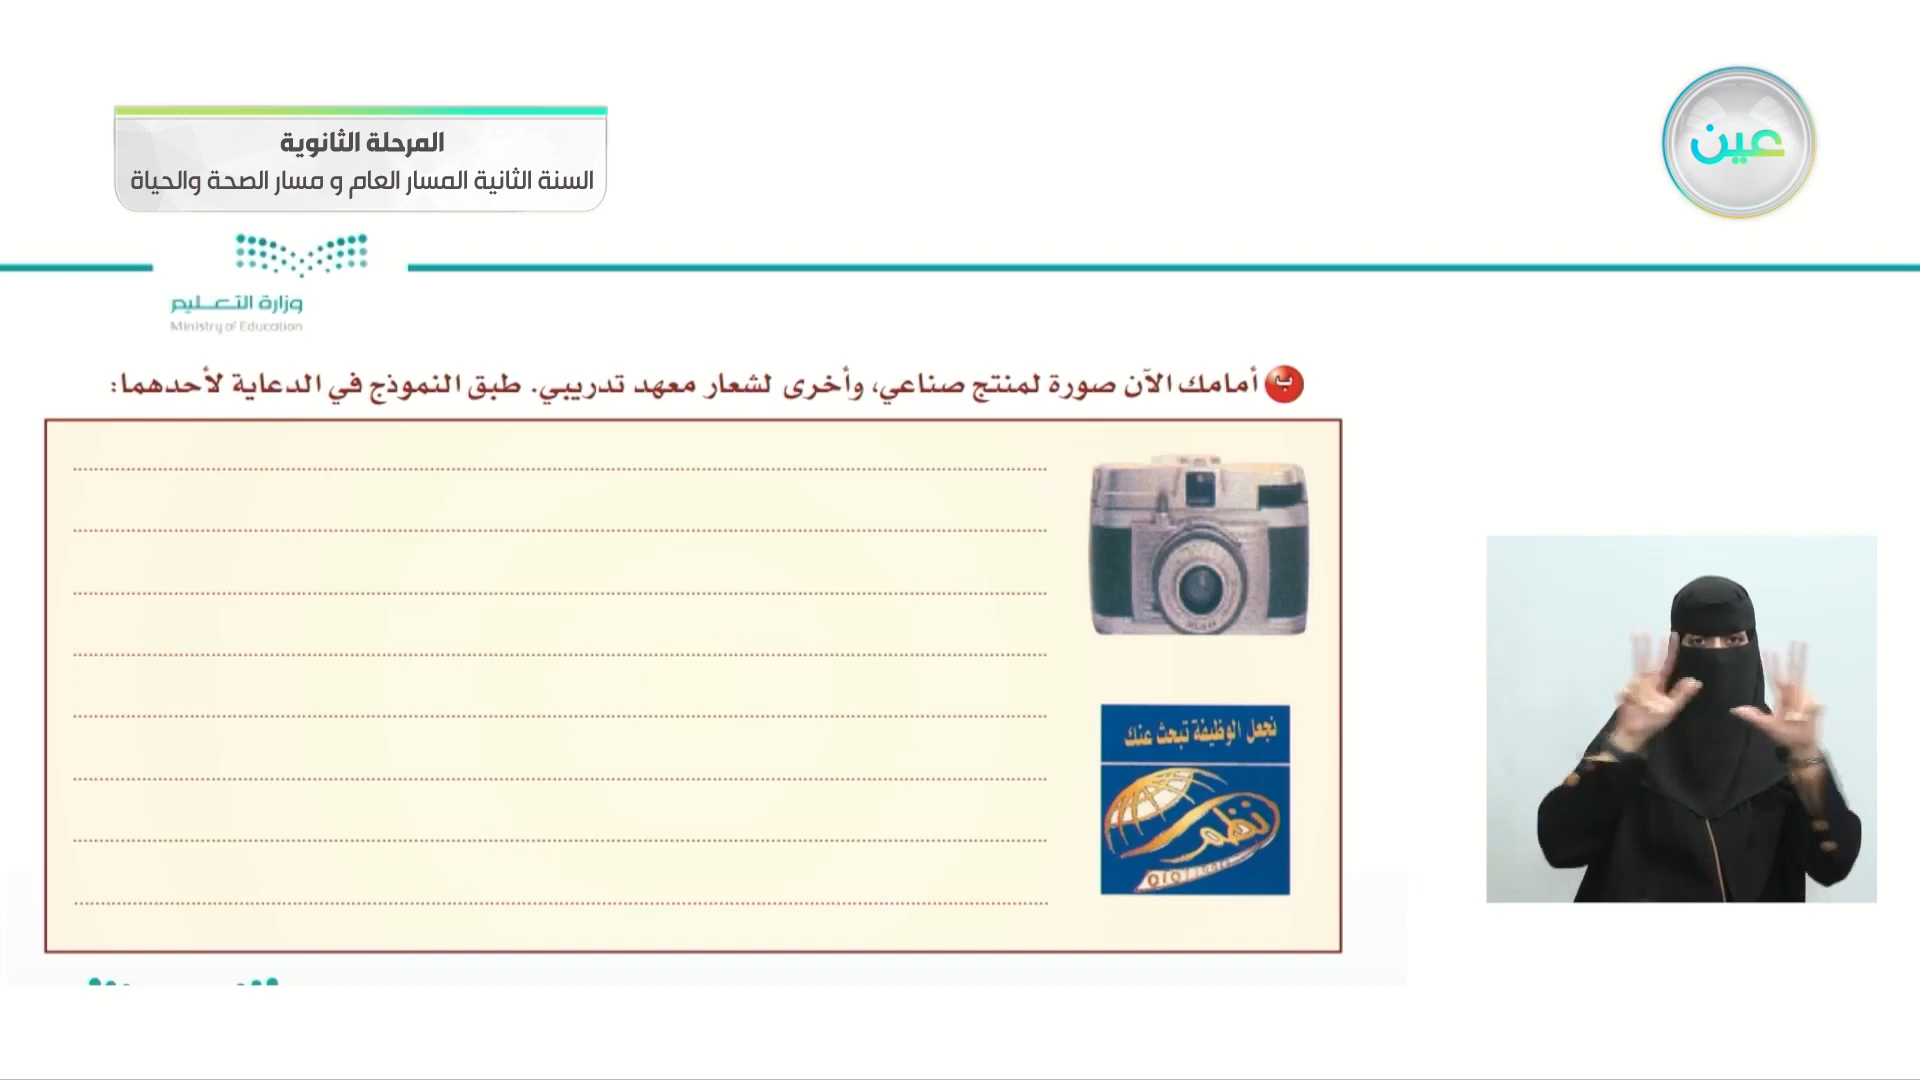 المرحلة الثانوية
السنة الثانية المسار العام و مسار الصحة والحياة
عين
وزارة التعليم
Ministry of Education
ب أمامك الآن صورة لمنتج صناعي، وأخرى لشعار معهد تدريبي. طبق النموذج في الدعاية لأحدهما:
نجعل الوظيفة تبحث عنك
نظم